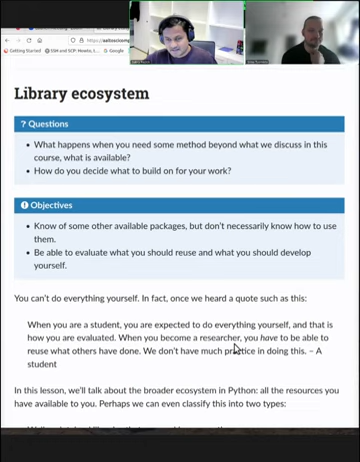 Getting Started
SSH and SCP: Howto, t
Google
Library ecosystem
? Questions
• What happens when you need some method beyond what we discuss in this
course, what is available?
• How do you decide what to build on for your work?
Objectives
• Know of some other available packages, but don't necessarily know how to use
them.
• Be able to evaluate what you should reuse and what you should develop
yourself.
You can't do everything yourself. In fact, once we heard a quote such as this:
When you are a student, you are expected to do everything yourself, and that is
how you are evaluated. When you become a researcher, you have to be able to
reuse what others have done. We don't have much practice in doing this. – A
student
In this lesson, we'll talk about the broader ecosystem in Python: all the resources you
have available to you. Perhaps we can even classify this into two types: